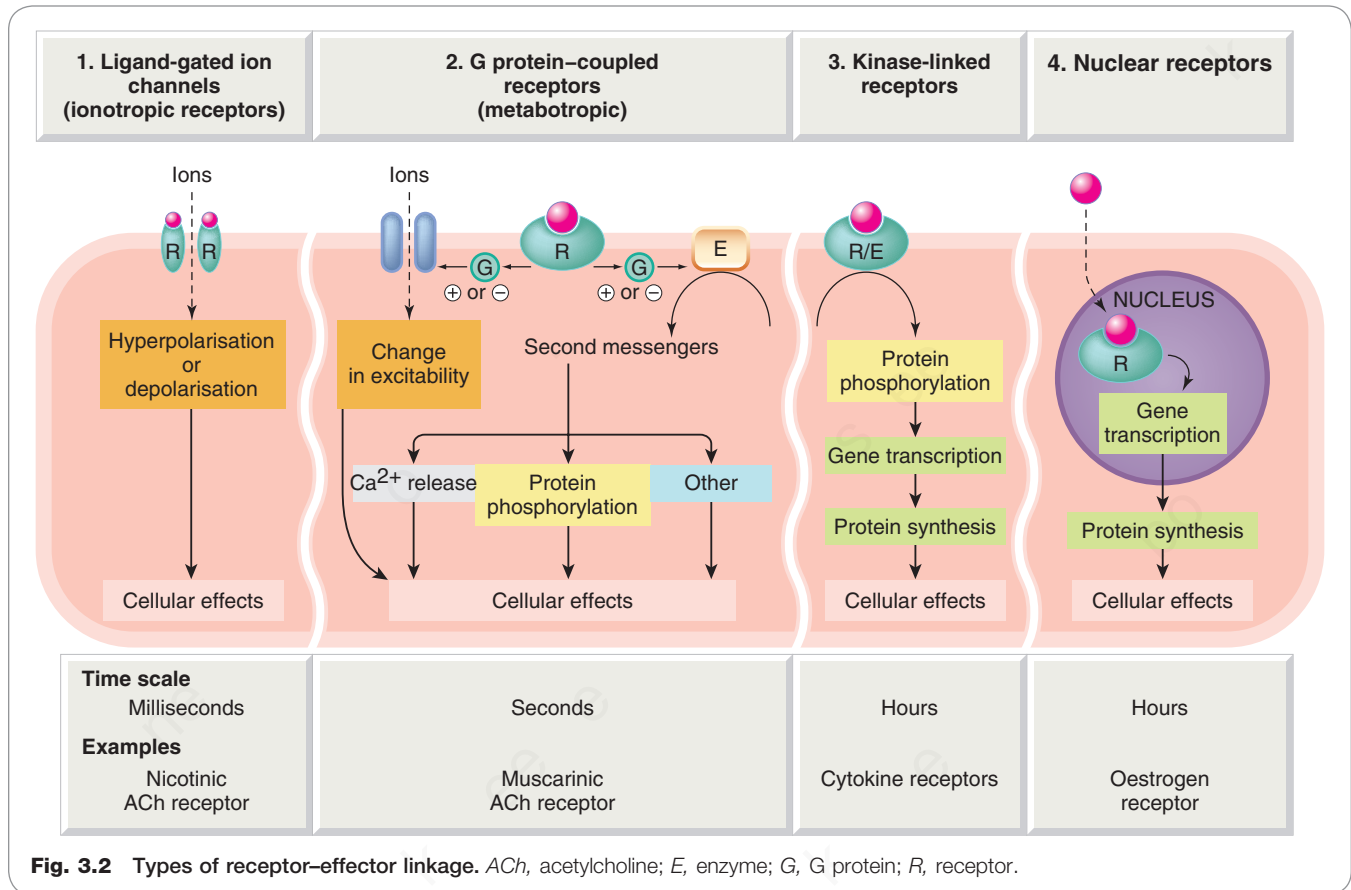 1. Ligand-gated ion
channels
(ionotropic receptors)
2. G protein–coupled
receptors
(metabotropic)
3. Kinase-linked
receptors
4. Nuclear receptors
Ions
R
R
Hyperpolarisation
or
depolarisation
Cellular effects
Ions
G
+ or −
R
G
+ or −
E
Change
in excitability
Second messengers
Ca2+ release
Protein
phosphorylation
Other
Cellular effects
R/E
Protein
phosphorylation
Gene transcription
Protein synthesis
Cellular effects
NUCLEUS
R
Gene
transcription
Protein synthesis
Cellular effects
Time scale
Milliseconds
Seconds
Hours
Hours
Examples
Nicotinic
ACh receptor
Muscarinic
ACh receptor
Cytokine receptors
Oestrogen
receptor
Fig. 3.2 Types of receptor–effector linkage. ACh, acetylcholine; E, enzyme; G, G protein; R, receptor.